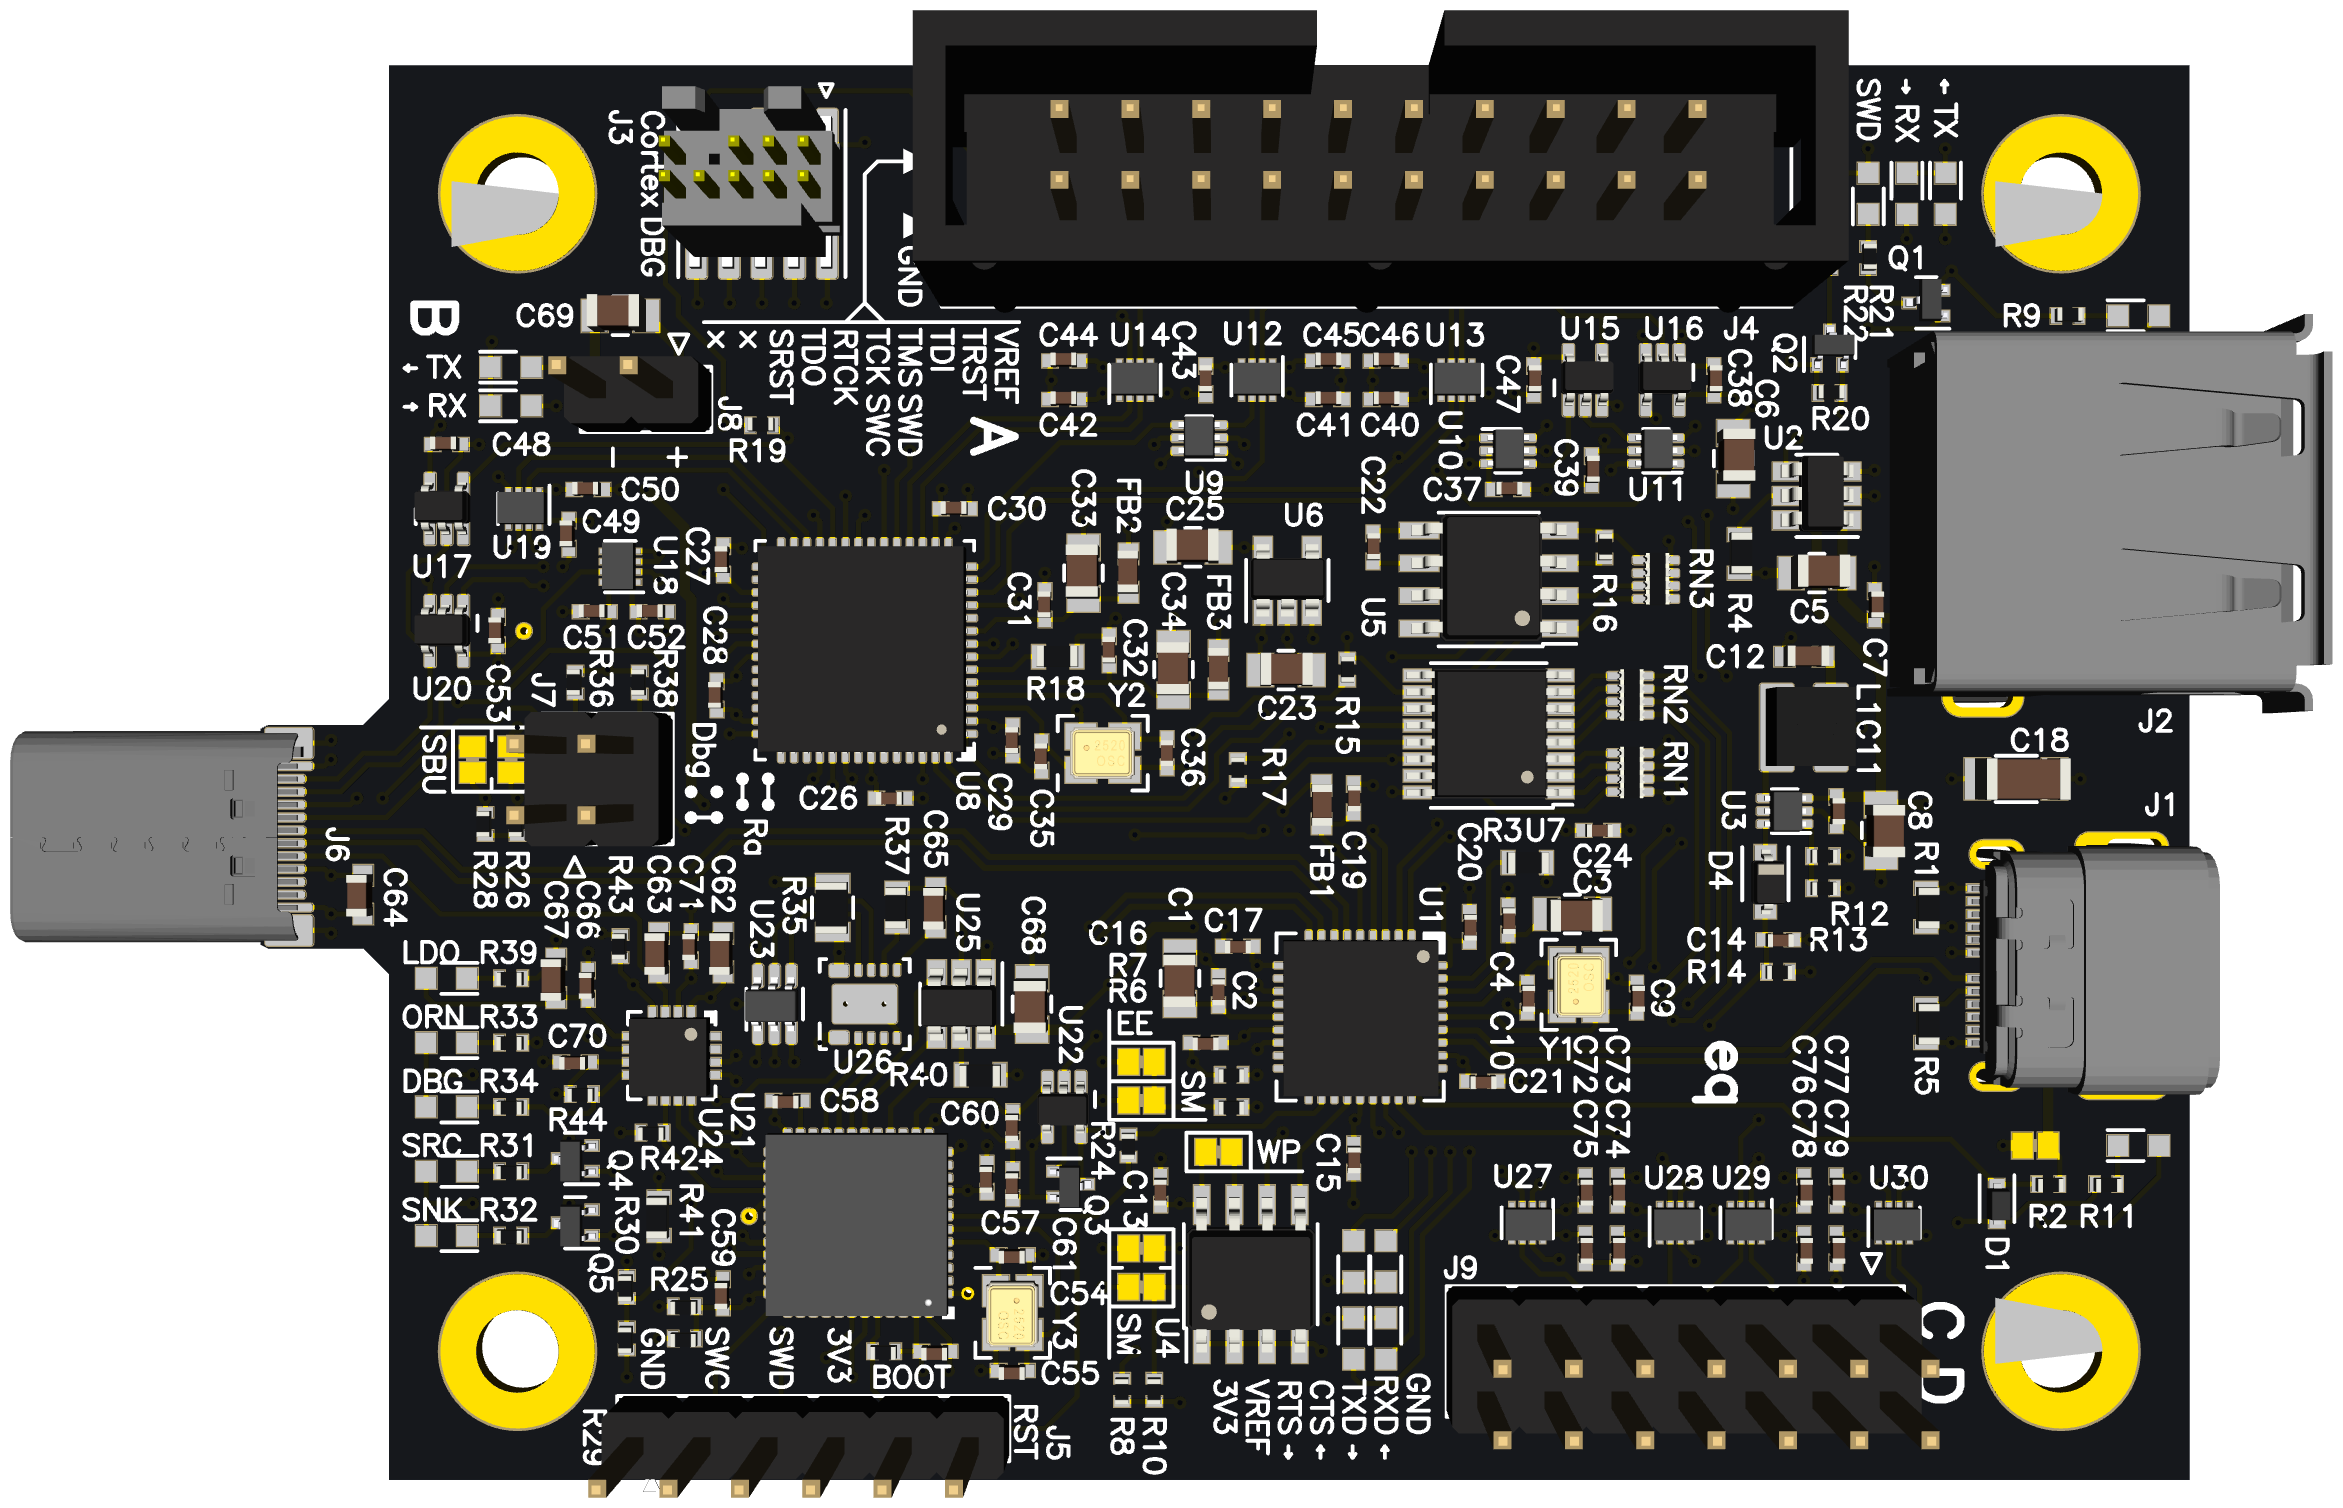 J3
Cortex DBG
GND
SWD
RX
TX
Q1
R22
R21
R9
B
C69
← TX
→ RX
C48
J8
R19
- +
× × SRST TDO RTCK TCK SWC TMS SWD TDI TRST VREF
A
C44
U14
C43
U12
C45
C46
U13
C42
C41
C40
U15
U16
J4
Q2
C38
C6
C47
R20
U10
U2
U9
C22
C37
C39
U11
C50
C49
U19
U17
U18
C27
C30
C33
FB2
C25
U6
C31
C34
FB3
U5
R16
RN3
R4
C5
C7
C12
C51
C52
C28
U20
C53
R36
R38
J7
R18
C32
Y2
C23
R15
RN2
L1
C11
J2
SBU
Dbg
Ra
C26
U8
C29
C35
C36
R17
RN1
C18
U3
C8
J1
J6
C64
R28
R26
C67
C66
R43
C63
C71
C62
R37
C65
R35
U23
U25
C68
FB1
C19
C20
R3
U7
C24
C3
D4
R1
R12
R13
C14
R14
C1
C16
C17
R7
R6
C2
U1
C4
C9
C10
Y1
C21
EE
SM
LDO R39
ORN R33
DBG R34
SRC R31
SNK R32
C70
R44
U26
R40
U22
C58
C60
U21
U24
R42
Q4
R30
R41
C59
Q5
R25
R24
Q3
C57
C61
C13
WP
C15
C54
Y3
C55
SM
U4
eq
C72
C73
C75
C74
C76
C77
C78
C79
R5
U27
U28
U29
U30
R2
R11
D1
J9
C
D
GND
SWC
SWD
3V3
BOOT
RST
J5
R29
R8
R10
3V3
VREF
RTS→
CTS←
TXD→
RXD←
GND